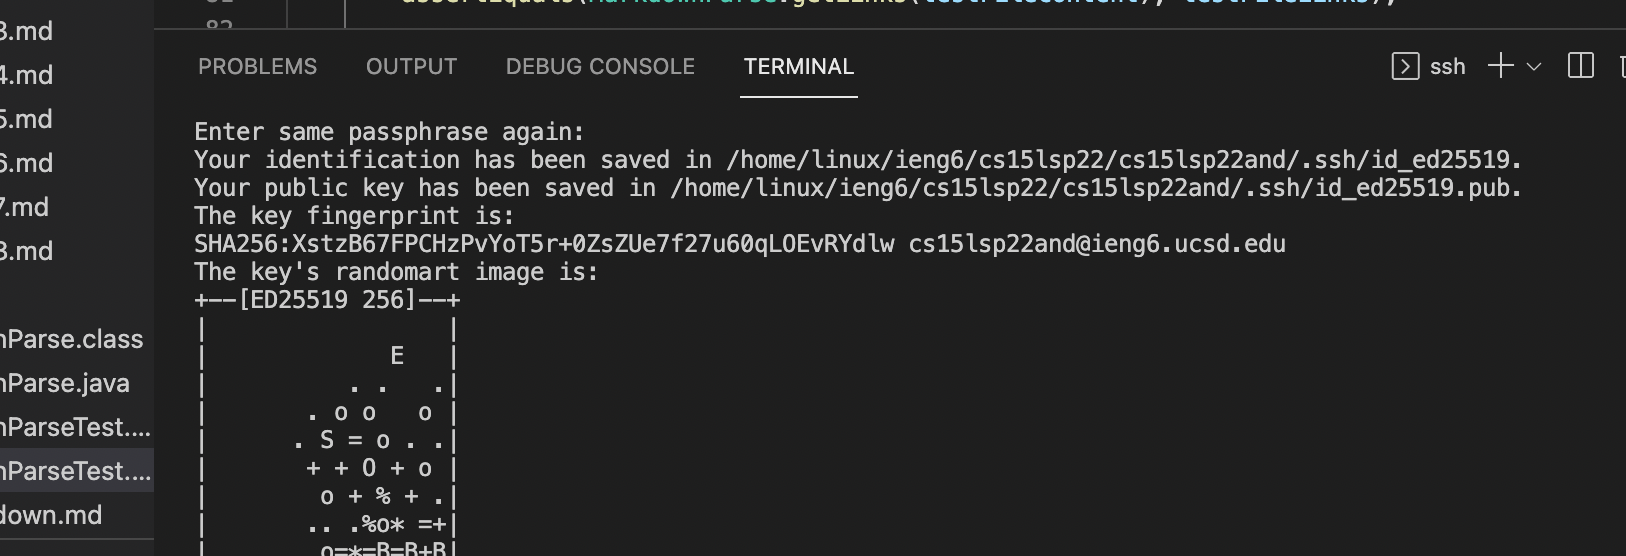 3.md
4.md
5.md
6.md
7.md
3.md
nParse.class
nParse.java
nParseTest....
nParseTest....
down.md
82
PROBLEMS OUTPUT DEBUG CONSOLE TERMINAL ssh
Enter same passphrase again:
Your identification has been saved in /home/linux/ieng6/cs15lsp22/cs15lsp22and/.ssh/id_ed25519.
Your public key has been saved in /home/linux/ieng6/cs15lsp22/cs15lsp22and/.ssh/id_ed25519.pub.
The key fingerprint is:
SHA256:XstzB67FPCHzPvYoT5r+0ZsZUe7f27u60qLOEvRYdlw cs15lsp22and@ieng6.ucsd.edu
The key's randomart image is:
+--[ED25519 256]--+
|                 |
|             E   |
|          . .   .|
|       . o o   o |
|      . S = o . .|
|       + + O + o |
|        o + % + .|
|       .. .%o* =+|
|        o=*=B=B+B|